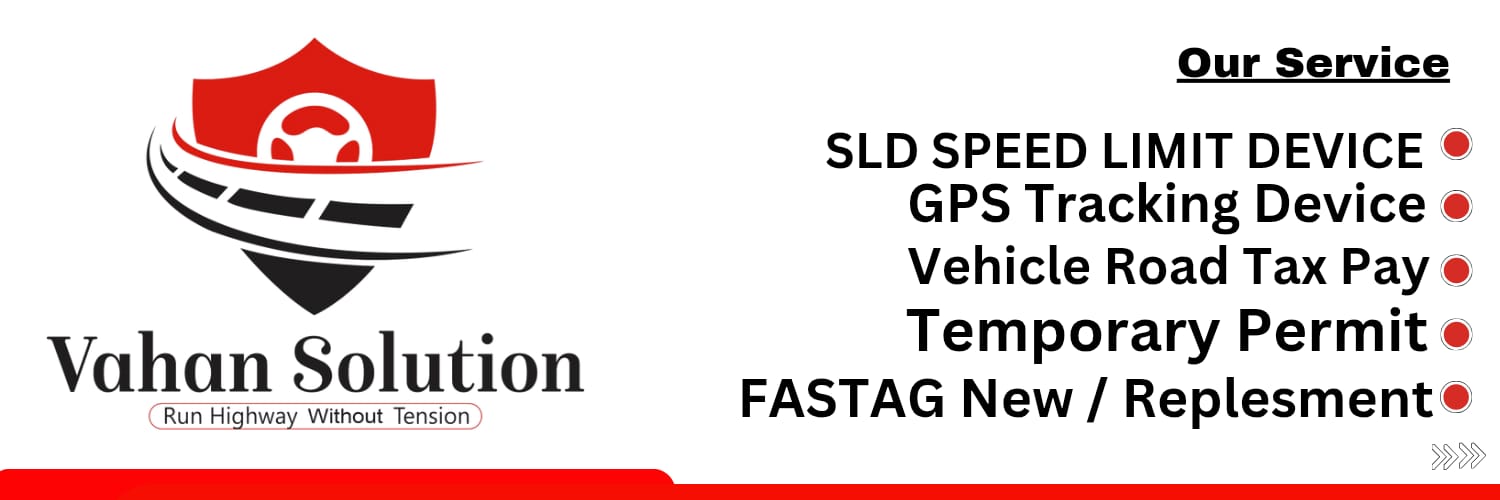 Vahan Solution
Run Highway Without Tension
Our Service
SLD SPEED LIMIT DEVICE
GPS Tracking Device
Vehicle Road Tax Pay
Temporary Permit
FASTAG New / Replesment